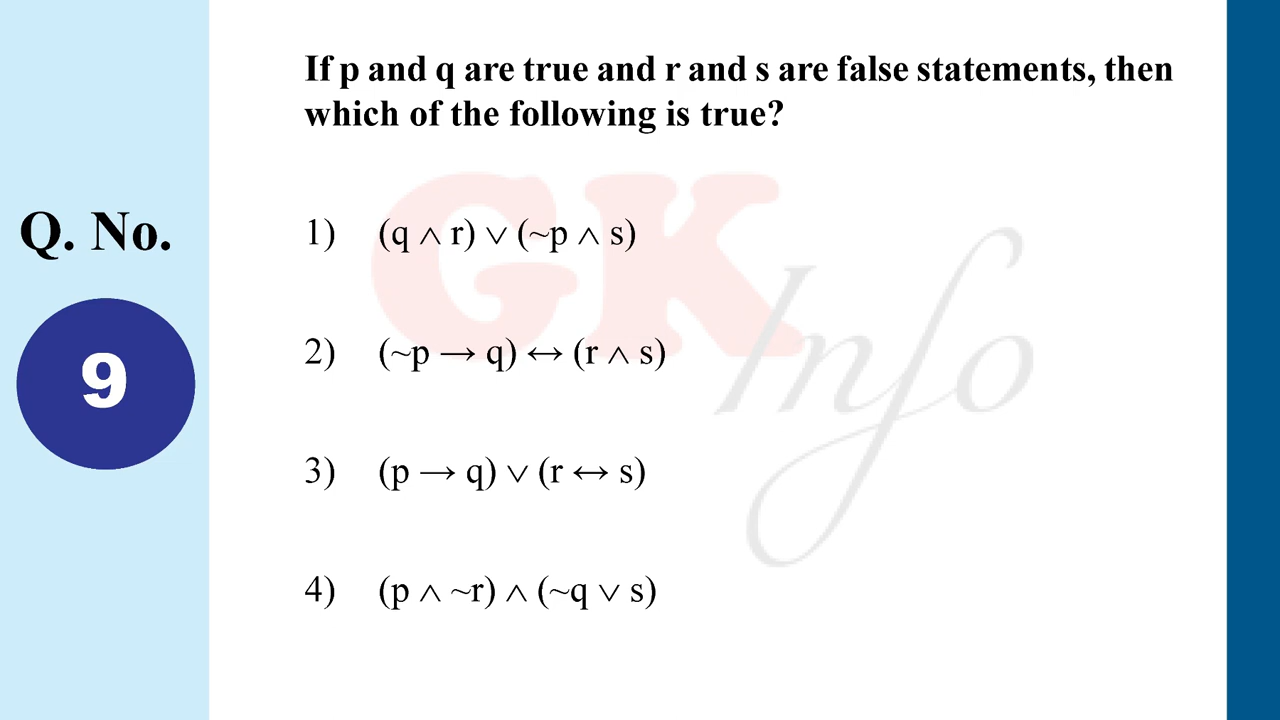 If p and q are true and r and s are false statements, then
which of the following is true?
Q. No.
9
1) (q ∧ r) ∨ (~p ∧ s)
2) (~p → q) ↔ (r ∧ s)
3) (p → q) ∨ (r ↔ s)
4) (p ∧ ~r) ∧ (~q ∨ s)
GK
Info